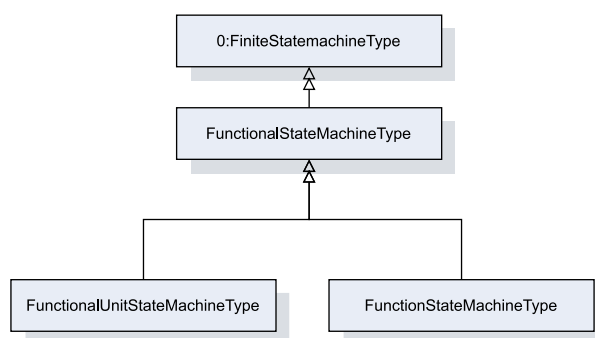 0:FiniteStatemachineType
FunctionalStateMachineType
FunctionalUnitStateMachineType
FunctionStateMachineType